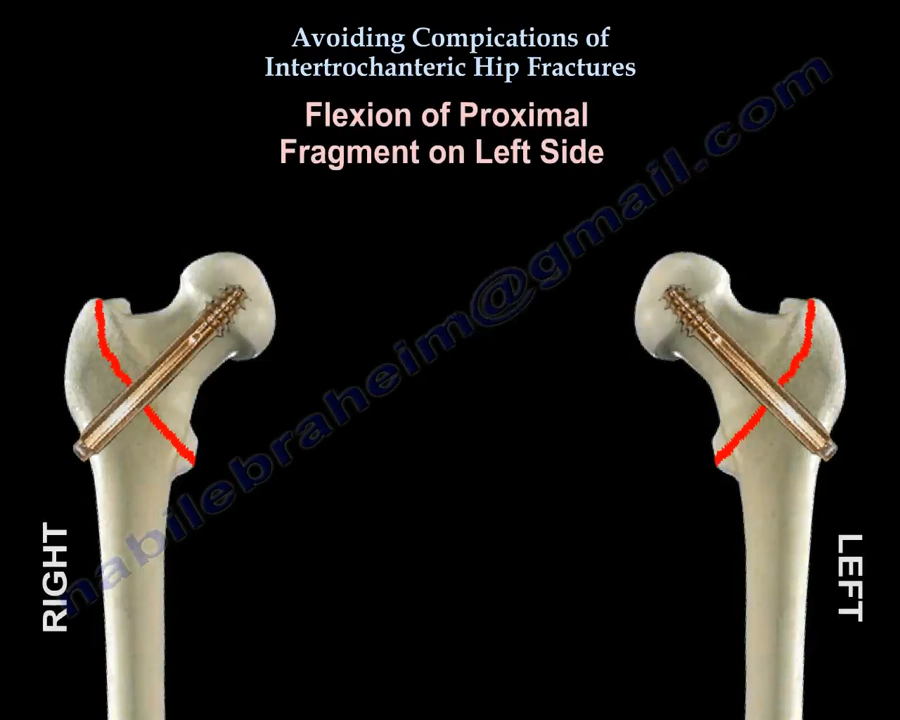 Avoiding Compications of
Intertrochanteric Hip Fractures
Flexion of Proximal
Fragment on Left Side
nabilebraheim@gmail.com
RIGHT
LEFT